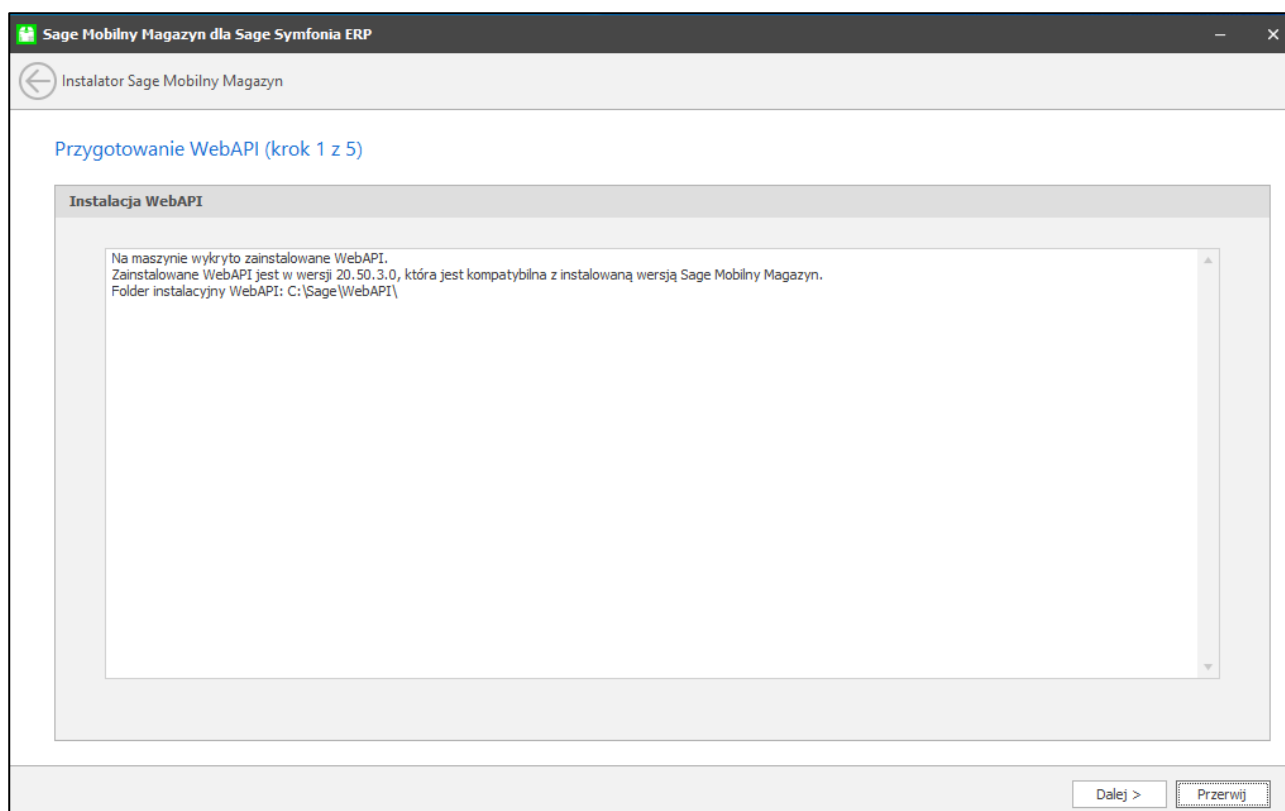 Sage Mobilny Magazyn dla Sage Symfonia ERP
Instalator Sage Mobilny Magazyn
Przygotowanie WebAPI (krok 1 z 5)
Instalacja WebAPI
Na maszynie wykryto zainstalowane WebAPI.
Zainstalowane WebAPI jest w wersji 20.50.3.0, która jest kompatybilna z instalowaną wersją Sage Mobilny Magazyn.
Folder instalacyjny WebAPI: C:\Sage\WebAPI\
Dalej > Przerwij